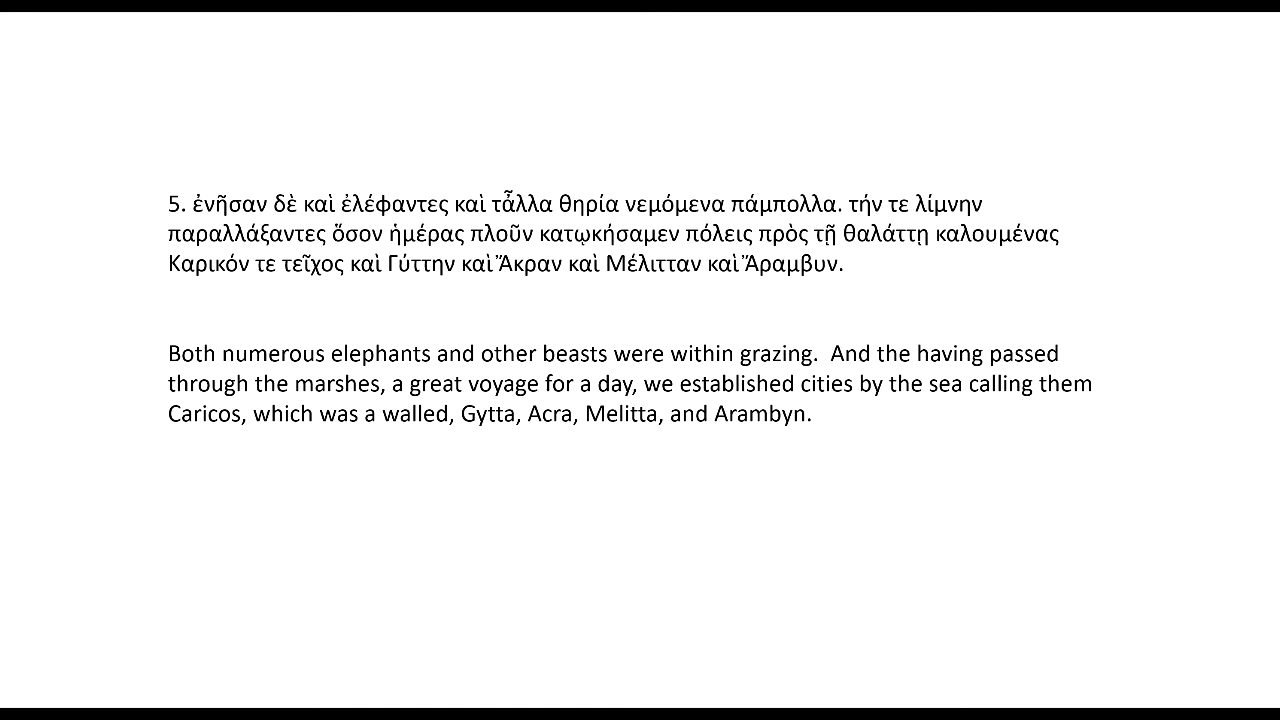 5. ἐνῆσαν δὲ καὶ ἐλέφαντες καὶ τἆλλα θηρία νεμόμενα πάμπολλα. τήν τε λίμνην
παραλλάξαντες ὅσον ἡμέρας πλοῦν κατῳκήσαμεν πόλεις πρὸς τῇ θαλάττῃ καλουμένας
Καρικόν τε τεῖχος καὶ Γύττην καὶ Ἄκραν καὶ Μέλιτταν καὶ Ἄραμβυν.
Both numerous elephants and other beasts were within grazing. And the having passed
through the marshes, a great voyage for a day, we established cities by the sea calling them
Caricos, which was a walled, Gytta, Acra, Melitta, and Arambyn.